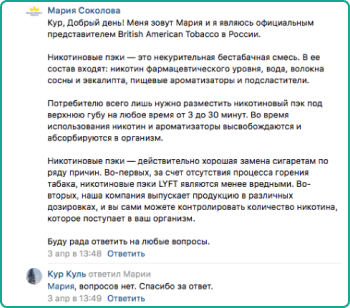 Мария Соколова
Кур, Добрый день! Меня зовут Мария и я являюсь официальным
представителем British American Tobacco в России.
Никотиновые пэки — это некурительная бестабачная смесь. В ее
состав входят: никотин фармацевтического уровня, вода, волокна
сосны и эвкалипта, пищевые ароматизаторы и подсластители.
Потребителю всего лишь нужно разместить никотиновый пэк под
верхнюю губу на любое время от 3 до 30 минут. Во время
использования никотин и ароматизаторы высвобождаются и
абсорбируются в организм.
Никотиновые пэки — действительно хорошая замена сигаретам по
ряду причин. Во-первых, за счет отсутствия процесса горения
табака, никотиновые пэки LYFT являются менее вредными. Во-
вторых, наша компания выпускает продукцию в различных
дозировках, и вы сами можете контролировать количество никотина,
которое поступает в ваш организм.
Буду рада ответить на любые вопросы.
3 апр в 13:48 Ответить
Кур Куль ответил Марии
Мария, вопросов нет. Спасибо за ответ.
3 апр в 13:49 Ответить